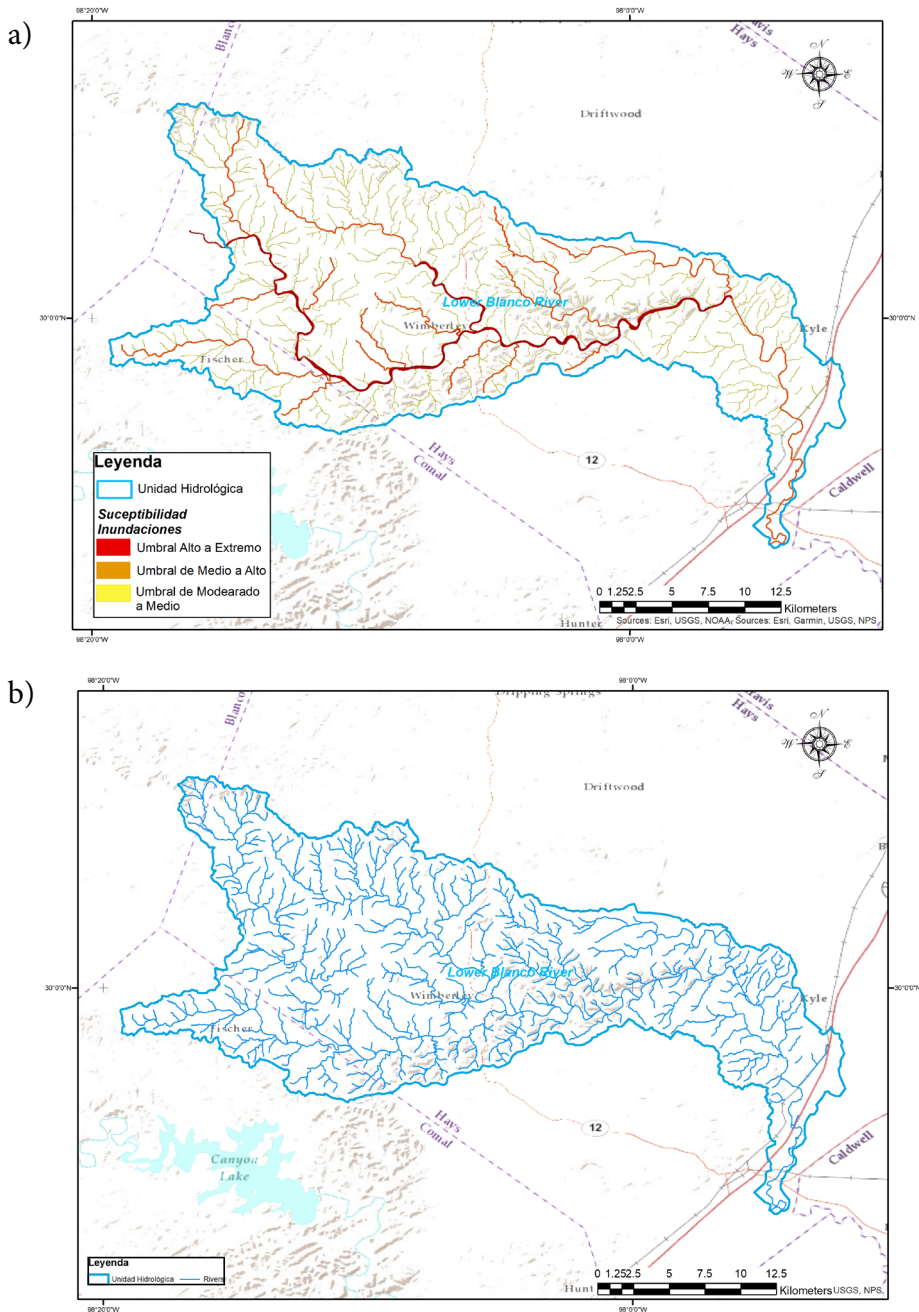 a)
98°20'0"W
98°0'0"W
Blanco
Travis
Hays
N
W
E
S
Driftwood
Lower Blanco River
30°0'0"N
30°0'0"N
Wimberley
Kyle
Fischer
Hays
Comal
12
Caldwell
Leyenda
Unidad Hidrológica
Suceptibilidad
Inundaciones
Umbral Alto a Extremo
Umbral de Medio a Alto
Umbral de Modearado
a Medio
0 1.252.5 5 7.5 10 12.5
Kilometers
Hunter
Sources: Esri, USGS, NOAA, Sources: Esri, Garmin, USGS, NPS
98°20'0"W
98°0'0"W
b)
98°20'0"W
98°0'0"W
Dripping Springs
Blanco
Travis
Hays
N
W
E
S
Driftwood
B
Lower Blanco River
30°0'0"N
30°0'0"N
Wimberley
Kyle
Fischer
Hays
Comal
12
Caldwell
Canyon
Lake
Leyenda
Unidad Hidrológica
Rivers
0 1.252.5 5 7.5 10 12.5
Hunt
Kilometers
USGS, NPS,
98°20'0"W
98°0'0"W